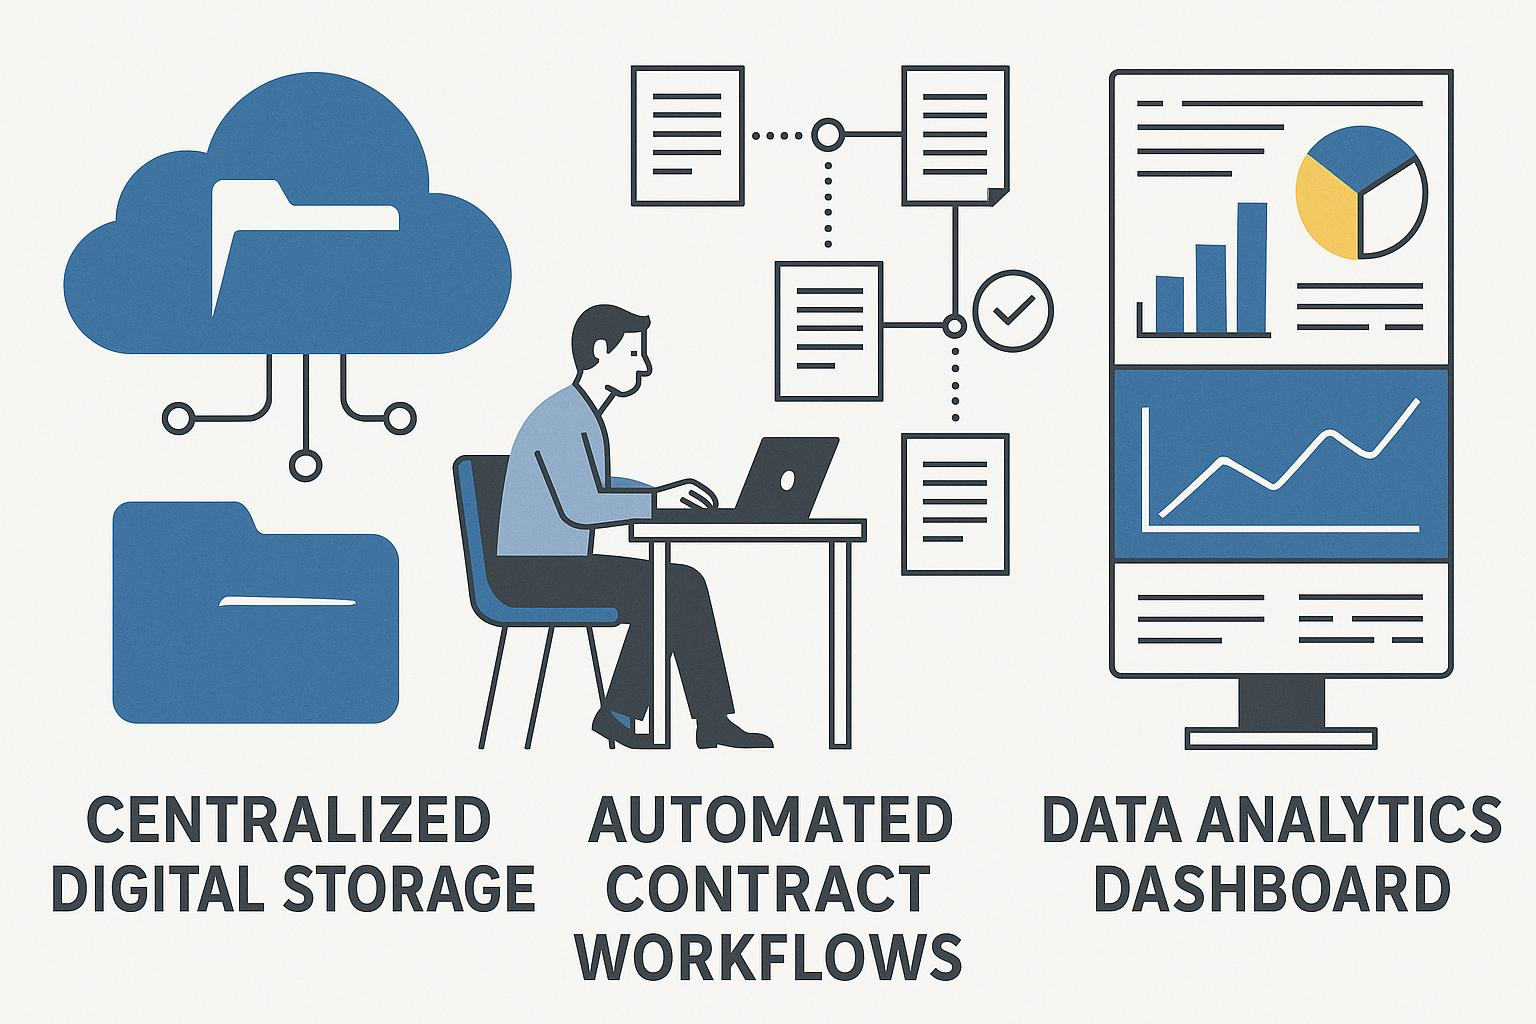 CENTRALIZED
DIGITAL STORAGE
AUTOMATED
CONTRACT
WORKFLOWS
DATA ANALYTICS
DASHBOARD